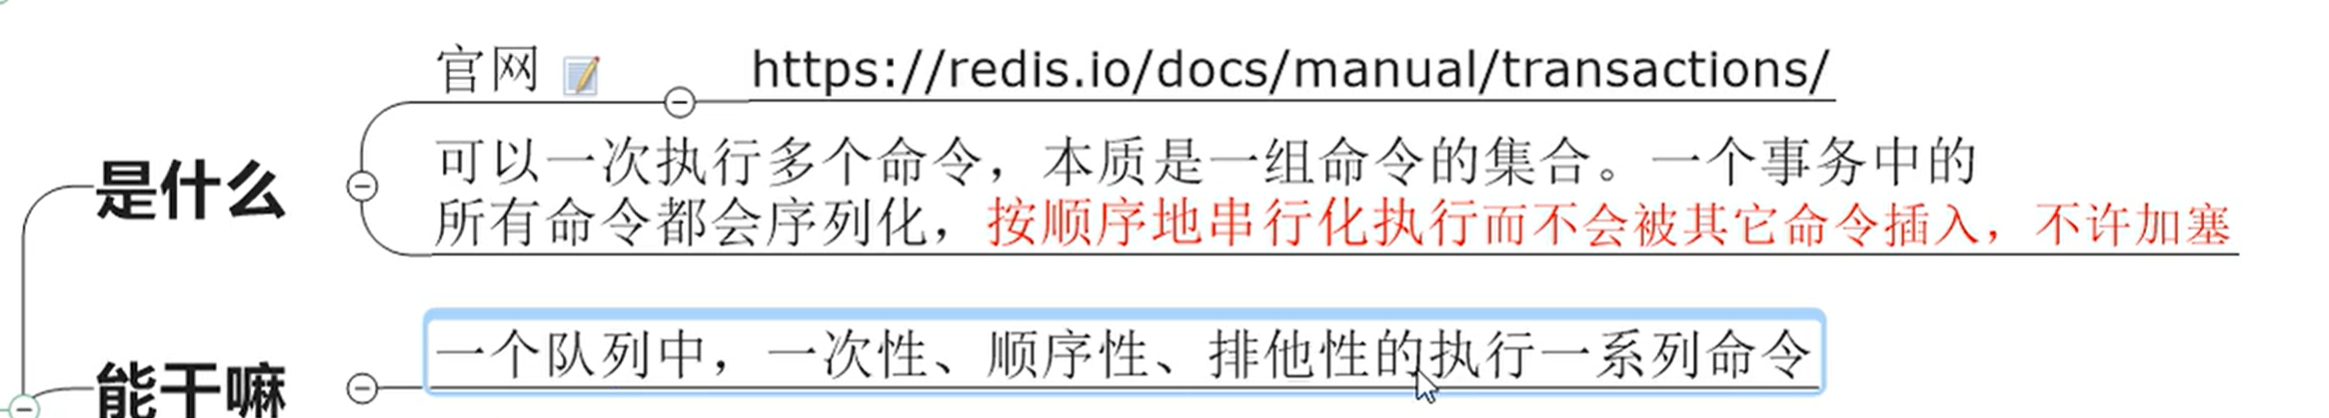 官网
https://redis.io/docs/manual/transactions/
是什么
可以一次执行多个命令，本质是一组命令的集合。一个事务中的
所有命令都会序列化，按顺序地串行化执行而不会被其它命令插入，不许加塞
能干嘛
一个队列中，一次性、顺序性、排他性的执行一系列命令